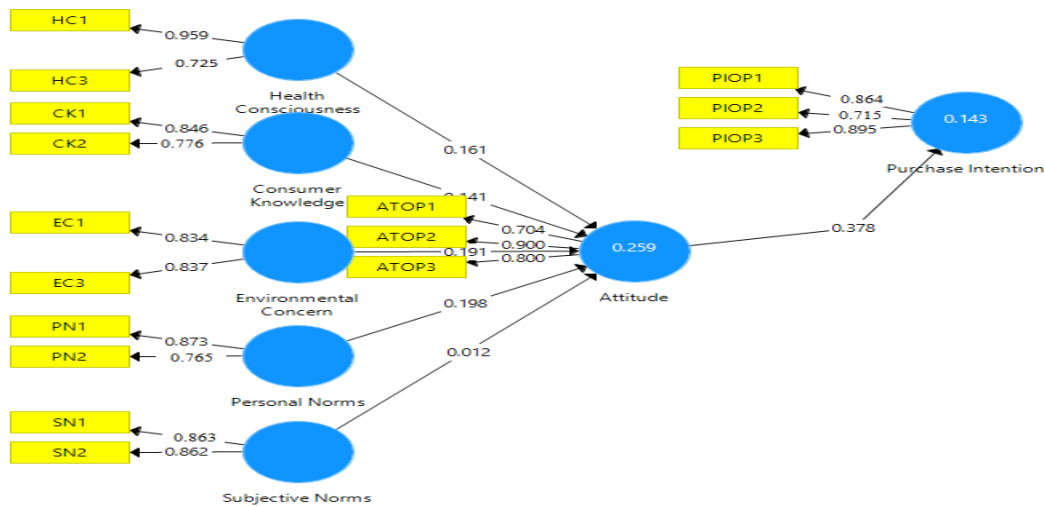 HC1
0.959
0.725
HC3
Health
Consciousness
CK1
0.846
CK2
0.776
Consumer
Knowledge
EC1
0.834
0.837
EC3
Environmental
Concern
PN1
0.873
PN2
0.765
Personal Norms
SN1
0.863
SN2
0.862
Subjective Norms
0.161
0.191
0.198
0.012
ATOP1
0.704
ATOP2
0.900
ATOP3
0.800
0.259
Attitude
0.378
PIOP1
0.864
PIOP2
0.715
PIOP3
0.895
0.143
Purchase Intention